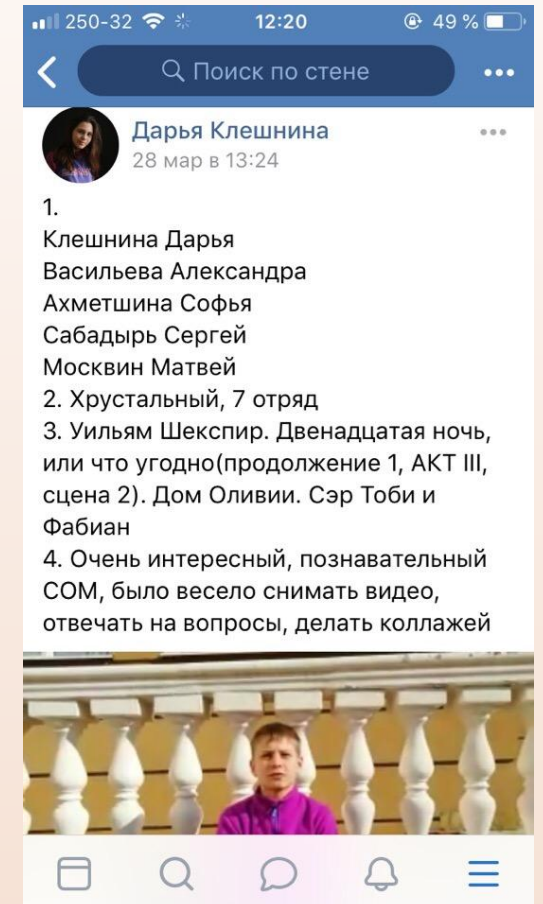 250-32 12:20 49 %
Поиск по стене
Дарья Клешнина
28 мар в 13:24
1.
Клешнина Дарья
Васильева Александра
Ахметшина Софья
Сабадырь Сергей
Москвин Матвей
2. Хрустальный, 7 отряд
3. Уильям Шекспир. Двенадцатая ночь,
или что угодно(продолжение 1, АКТ III,
сцена 2). Дом Оливии. Сэр Тоби и
Фабиан
4. Очень интересный, познавательный
СОМ, было весело снимать видео,
отвечать на вопросы, делать коллажей